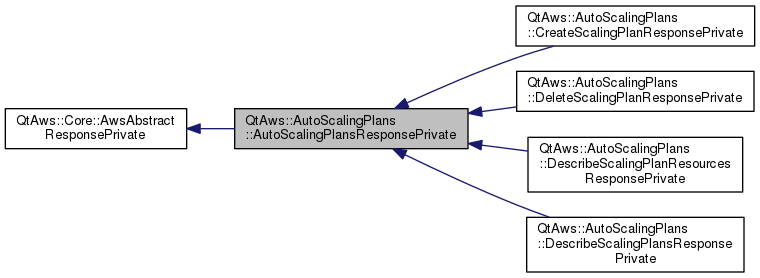 QtAws::Core::AwsAbstract
ResponsePrivate
QtAws::AutoScalingPlans
::AutoScalingPlansResponsePrivate
QtAws::AutoScalingPlans
::CreateScalingPlanResponsePrivate
QtAws::AutoScalingPlans
::DeleteScalingPlanResponsePrivate
QtAws::AutoScalingPlans
::DescribeScalingPlanResources
ResponsePrivate
QtAws::AutoScalingPlans
::DescribeScalingPlansResponse
Private